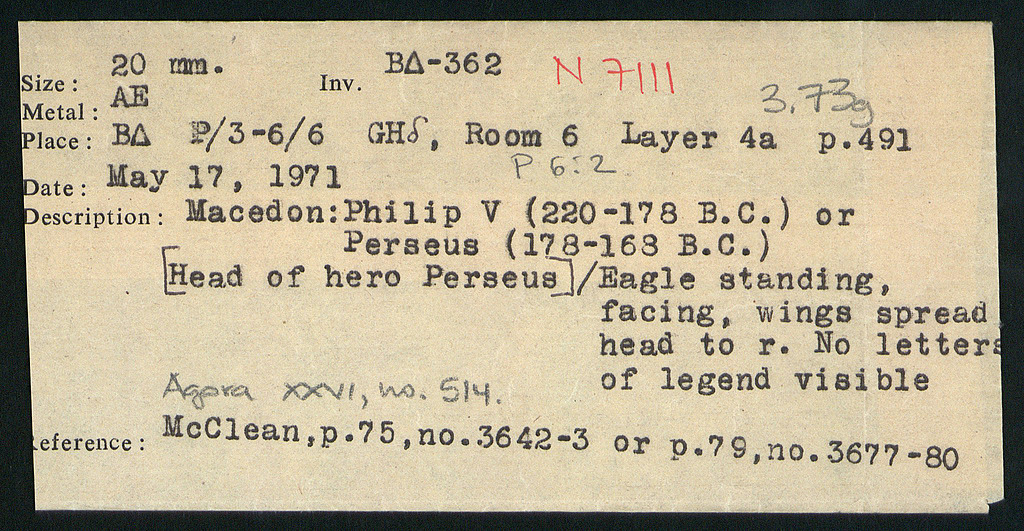 Size: 20 mm. Inv. BΔ-362 N 7111
Metal: AE 3.73g
Place: BΔ P/3-6/6 GHδ, Room 6 Layer 4a p.491
P 6:2
Date: May 17, 1971
Description: Macedon:Philip V (220-178 B.C.) or
Perseus (178-168 B.C.)
[Head of hero Perseus]/Eagle standing,
facing, wings spread
head to r. No letters
of legend visible
Agora XXVI, no. 514.
eference: McClean,p.75,no.3642-3 or p.79,no.3677-80